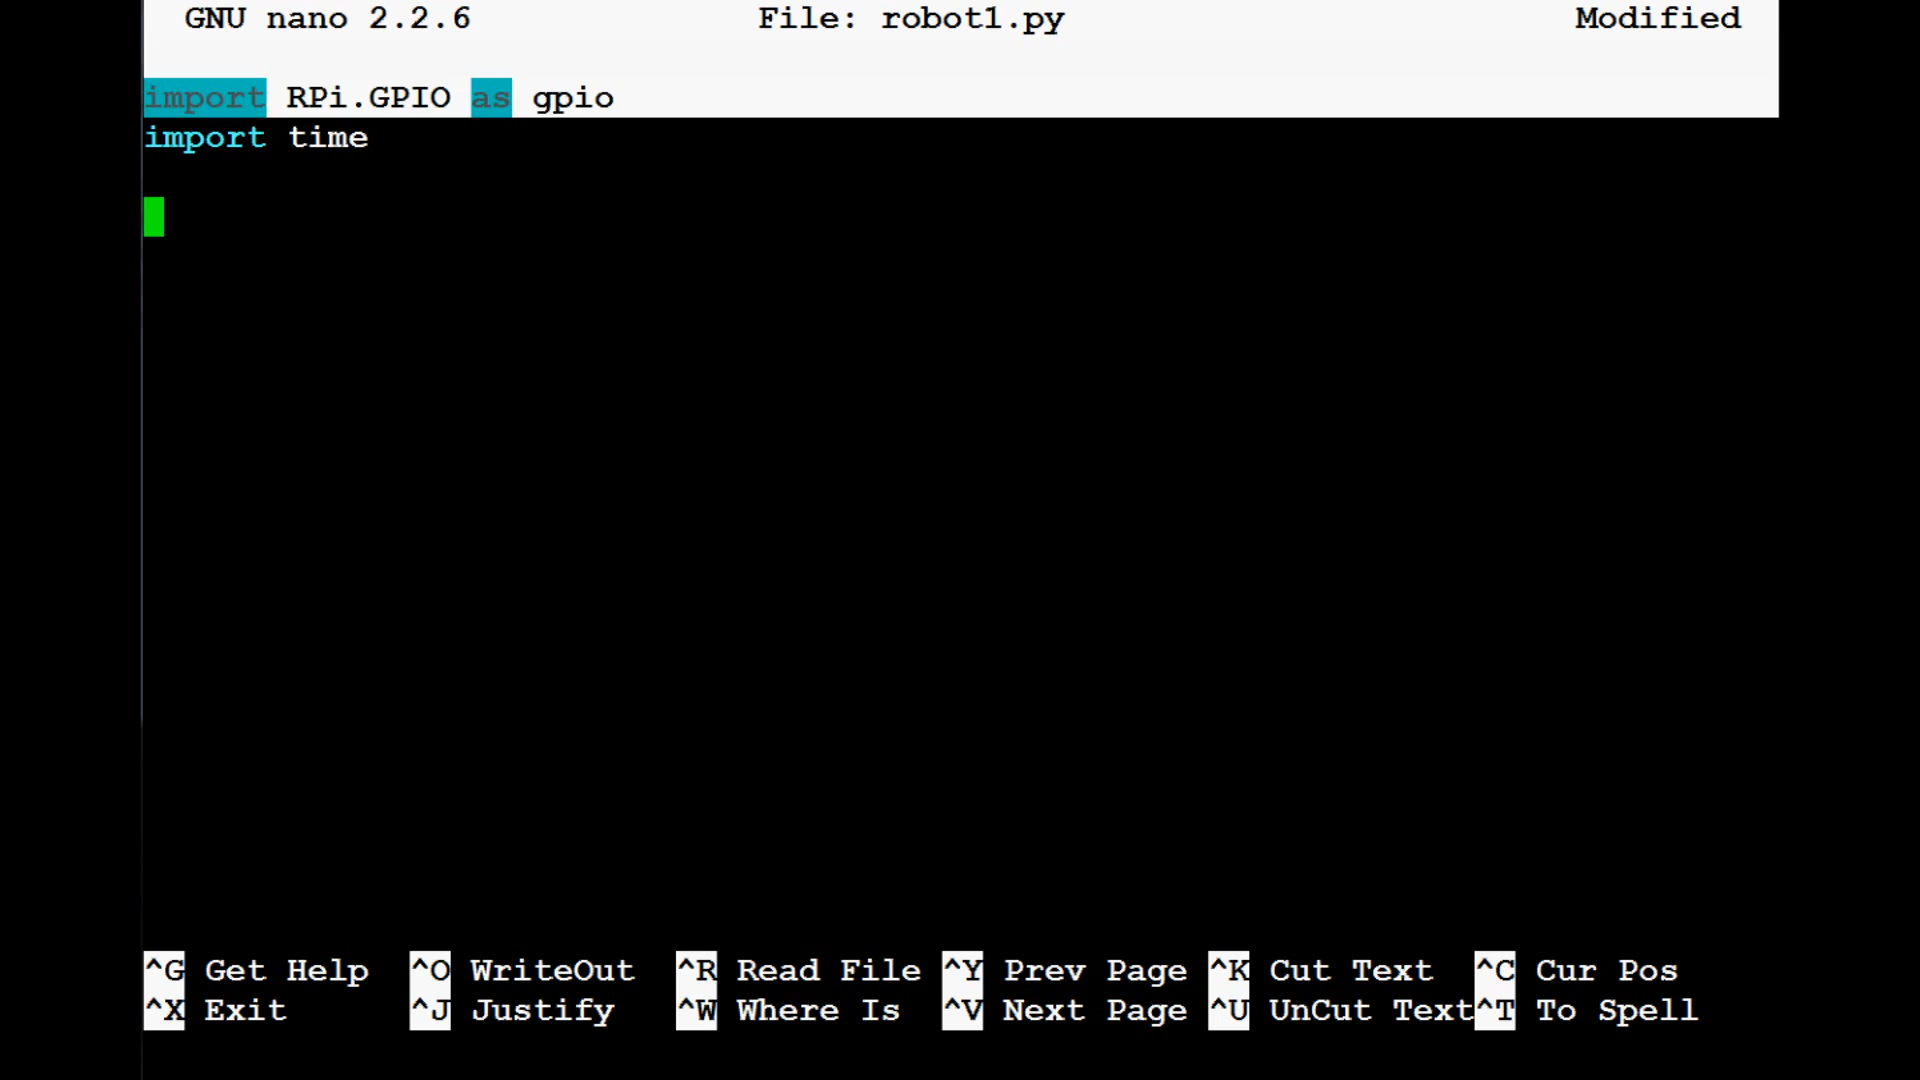 GNU nano 2.2.6 File: robot1.py Modified
import RPi.GPIO as gpio
import time
^G Get Help ^O WriteOut ^R Read File ^Y Prev Page ^K Cut Text ^C Cur Pos
^X Exit ^J Justify ^W Where Is ^V Next Page ^U UnCut Text ^T To Spell